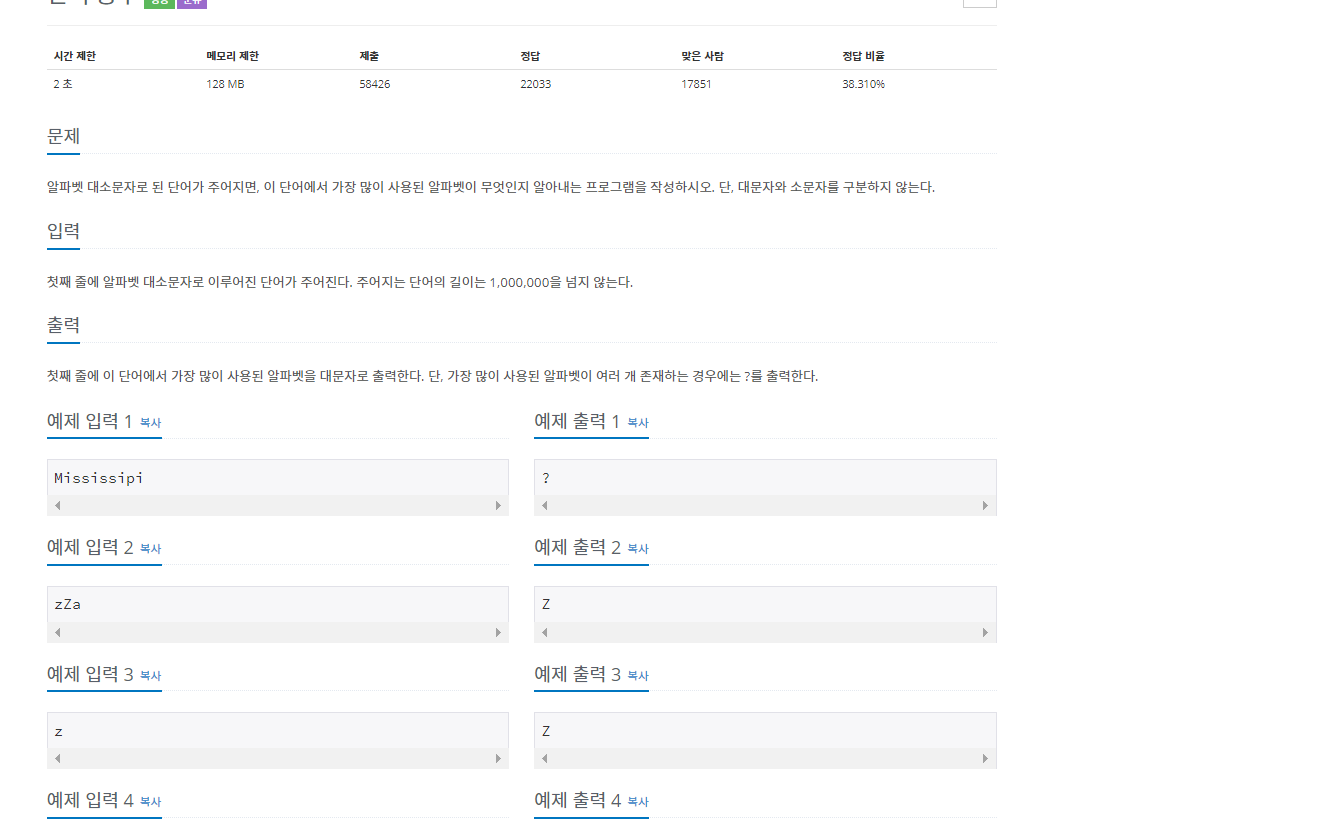 시간 제한 메모리 제한 제출 정답 맞은 사람 정답 비율
2 초 128 MB 58426 22033 17851 38.310%
문제
알파벳 대소문자로 된 단어가 주어지면, 이 단어에서 가장 많이 사용된 알파벳이 무엇인지 알아내는 프로그램을 작성하시오. 단, 대문자와 소문자를 구분하지 않는다.
입력
첫째 줄에 알파벳 대소문자로 이루어진 단어가 주어진다. 주어지는 단어의 길이는 1,000,000을 넘지 않는다.
출력
첫째 줄에 이 단어에서 가장 많이 사용된 알파벳을 대문자로 출력한다. 단, 가장 많이 사용된 알파벳이 여러 개 존재하는 경우에는 ?를 출력한다.
예제 입력 1 복사 예제 출력 1 복사
Mississipi ?
예제 입력 2 복사 예제 출력 2 복사
zZa Z
예제 입력 3 복사 예제 출력 3 복사
z Z
예제 입력 4 복사 예제 출력 4 복사